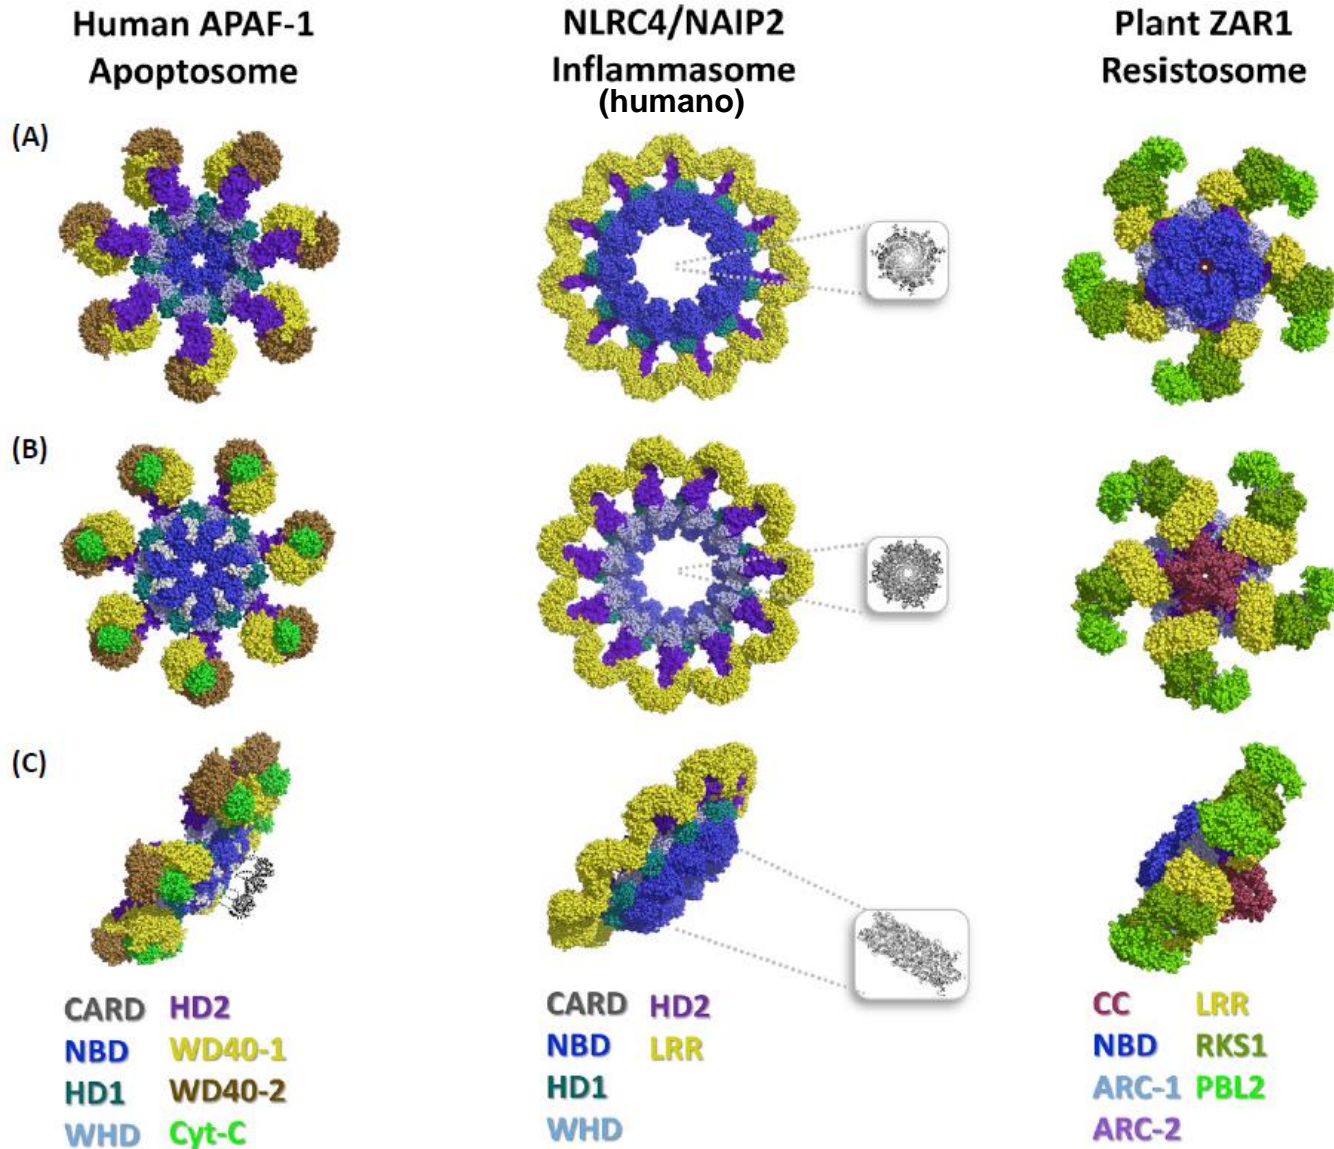 Human APAF-1
Apoptosome
NLRC4/NAIP2
Inflammasome
(humano)
Plant ZAR1
Resistosome
(A)
(B)
(C)
CARD HD2
NBD WD40-1
HD1 WD40-2
WHD Cyt-C
CARD HD2
NBD LRR
HD1
WHD
CC LRR
NBD RKS1
ARC-1 PBL2
ARC-2